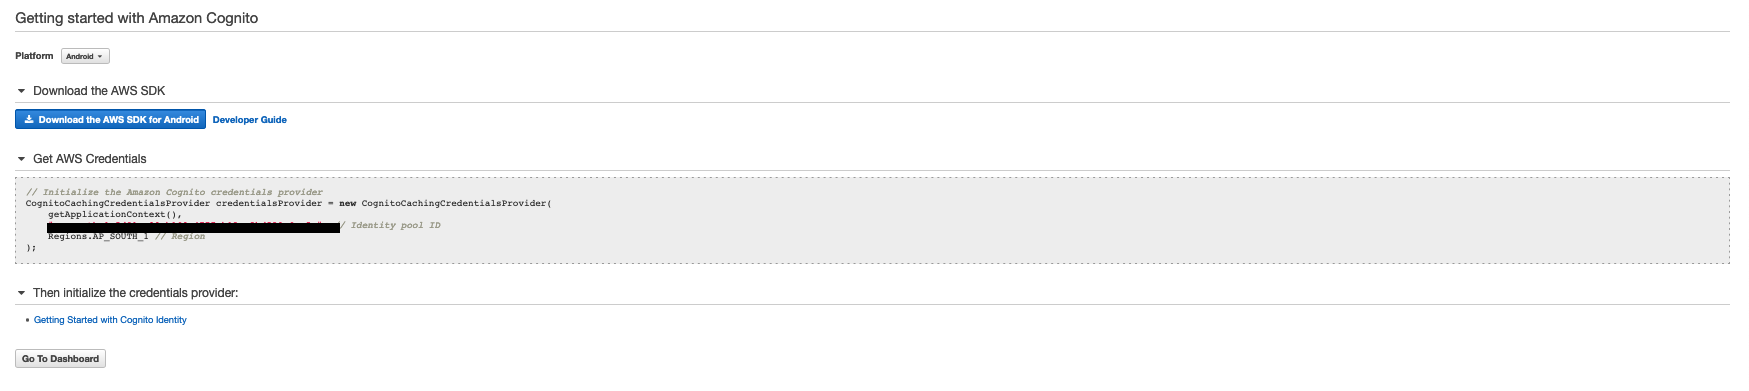 Getting started with Amazon Cognito
Platform Android
Download the AWS SDK
Download the AWS SDK for Android Developer Guide
Get AWS Credentials
// Initialize the Amazon Cognito credentials provider
CognitoCachingCredentialsProvider credentialsProvider = new CognitoCachingCredentialsProvider(
getApplicationContext(),
/ Identity pool ID
Regions.AP_SOUTH_1 // Region
);
Then initialize the credentials provider:
• Getting Started with Cognito Identity
Go To Dashboard